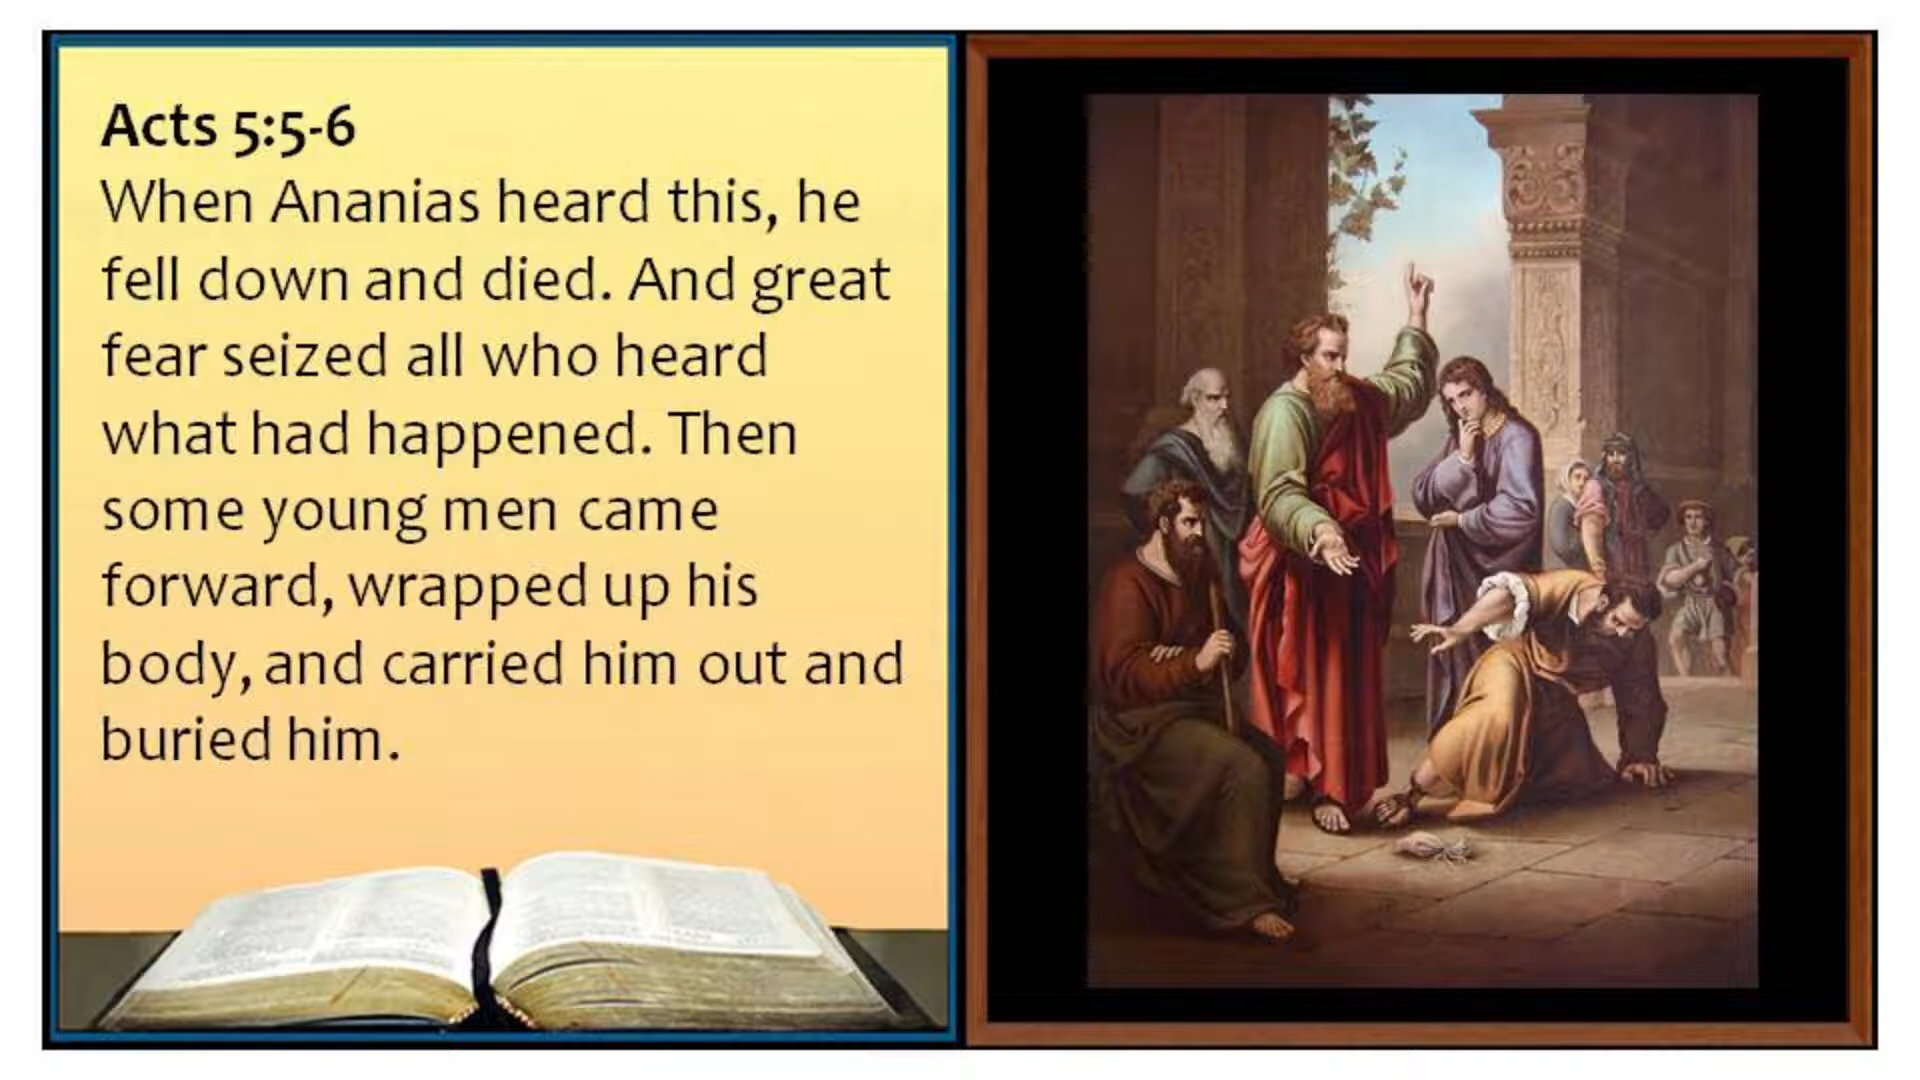 Acts 5:5-6
When Ananias heard this, he
fell down and died. And great
fear seized all who heard
what had happened. Then
some young men came
forward, wrapped up his
body, and carried him out and
buried him.